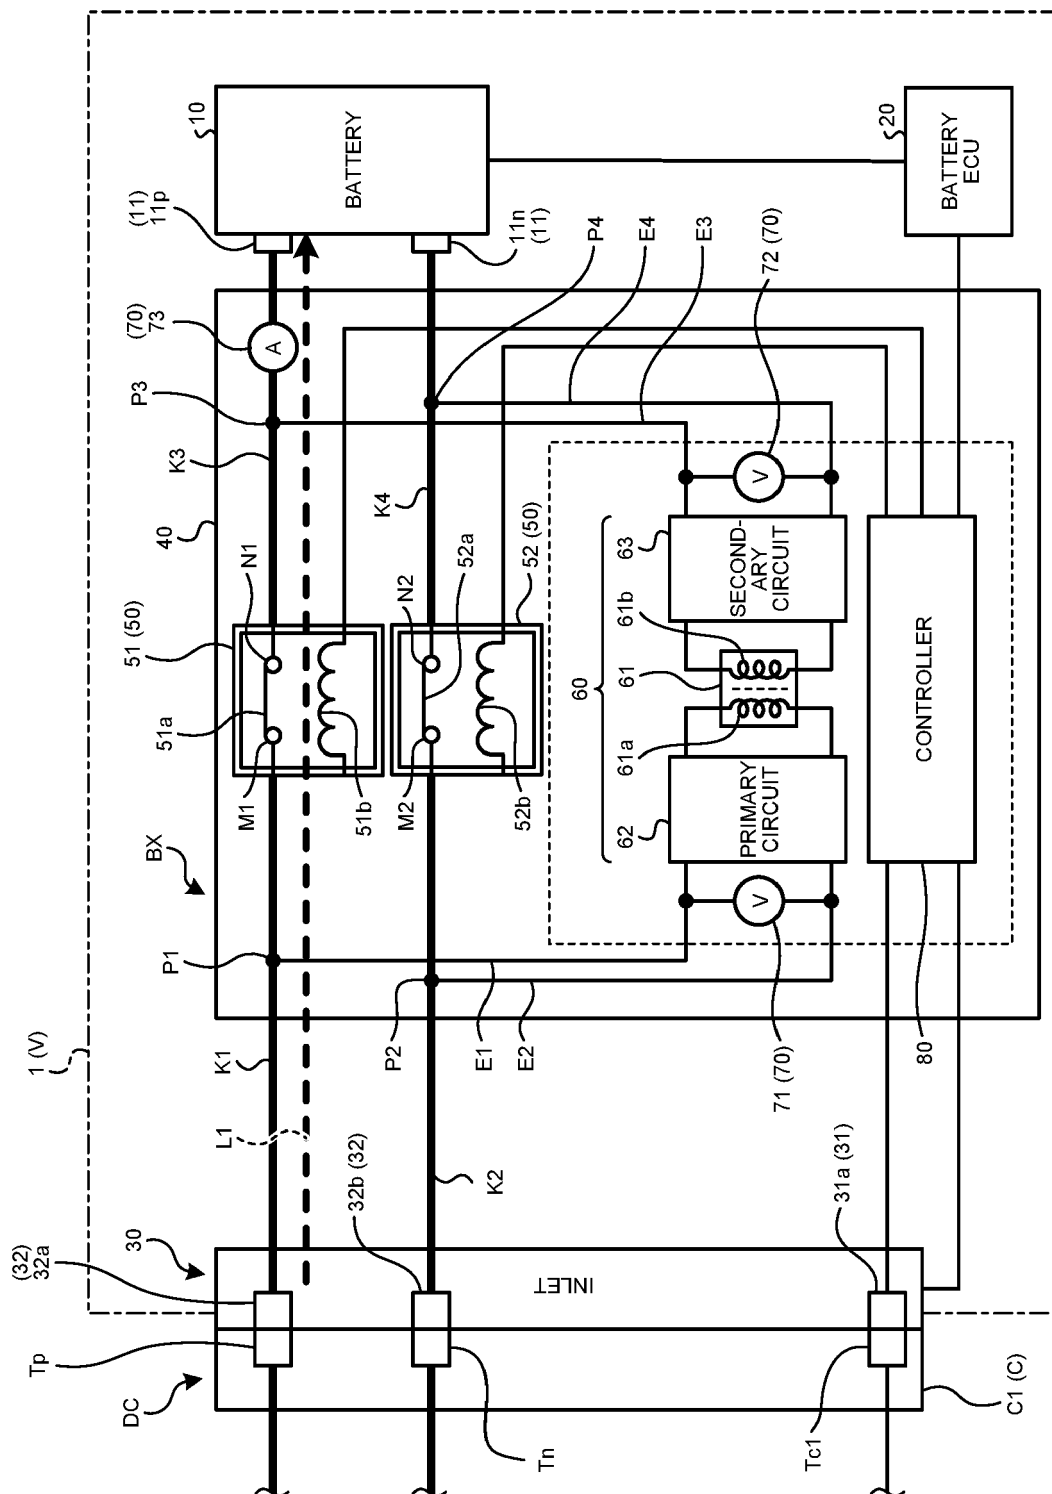 1 (V)
BX
40
10
BATTERY
(11)
11p
11n
(11)
20
BATTERY
ECU
(70)
73
A
P3
K3
P4
E4
E3
72 (70)
V
K4
51 (50)
N1
51a
M1
51b
52 (50)
52a
N2
M2
52b
60
63
SECOND-
ARY
CIRCUIT
61b
61
61a
62
PRIMARY
CIRCUIT
CONTROLLER
80
V
71 (70)
P1
P2
E1
E2
K1
L1
K2
30
(32)
32a
32b (32)
31a (31)
INLET
Tp
DC
Tn
Tc1
C1 (C)